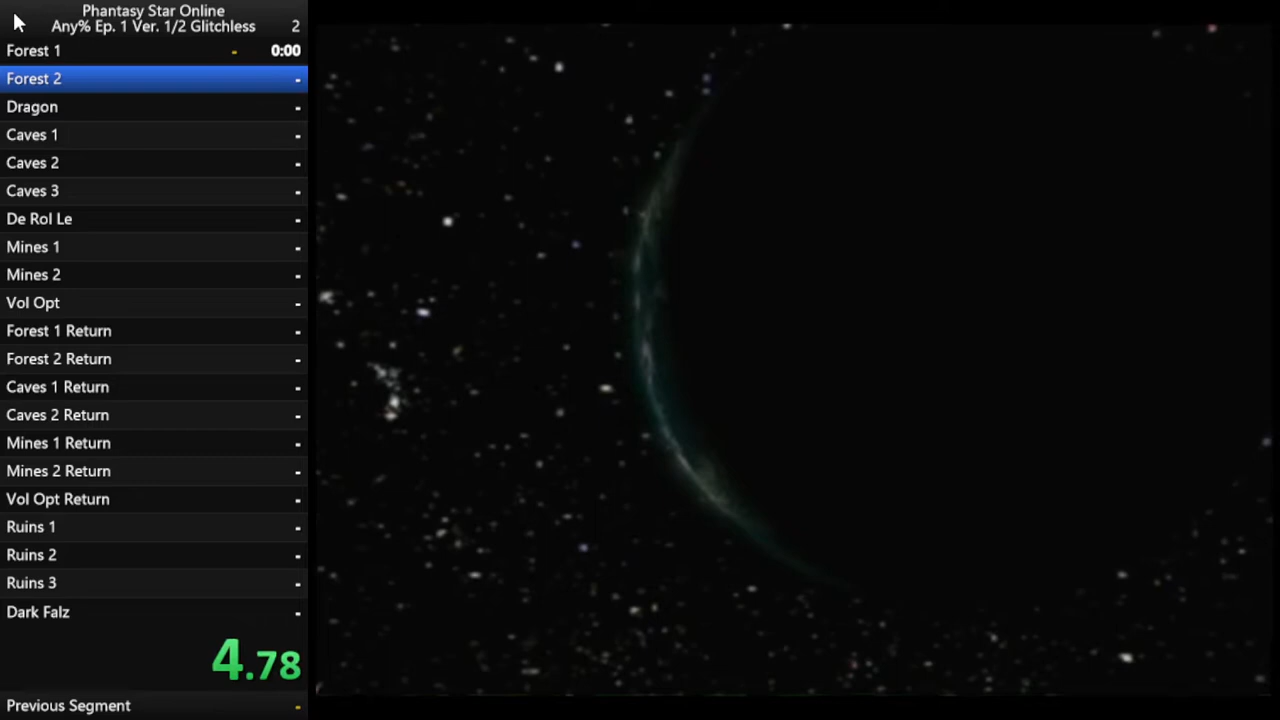 Phantasy Star Online
Any% Ep. 1 Ver. 1/2 Glitchless 2
Forest 1 - 0:00
Forest 2 -
Dragon -
Caves 1 -
Caves 2 -
Caves 3 -
De Rol Le -
Mines 1 -
Mines 2 -
Vol Opt -
Forest 1 Return -
Forest 2 Return -
Caves 1 Return -
Caves 2 Return -
Mines 1 Return -
Mines 2 Return -
Vol Opt Return -
Ruins 1 -
Ruins 2 -
Ruins 3 -
Dark Falz -
4.78
Previous Segment -